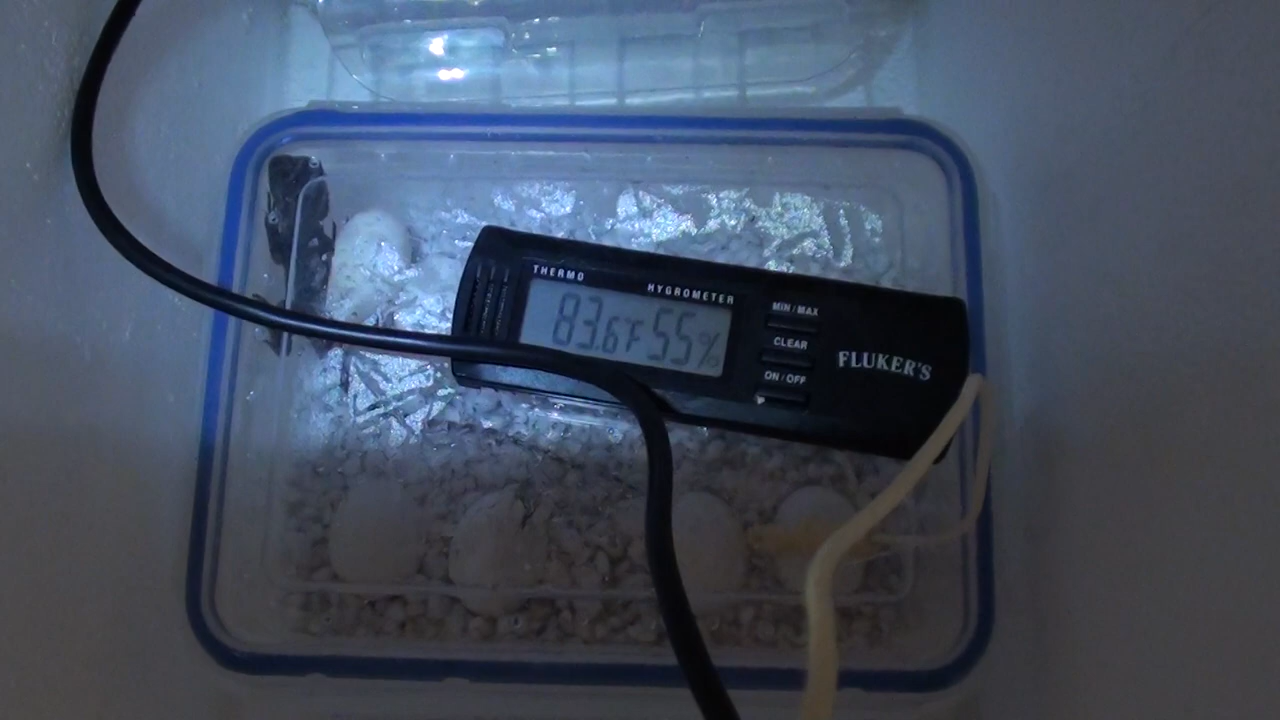 THERMO HYGROMETER
83.6°F 55%
MIN/MAX
CLEAR
ON/OFF
FLUKER'S